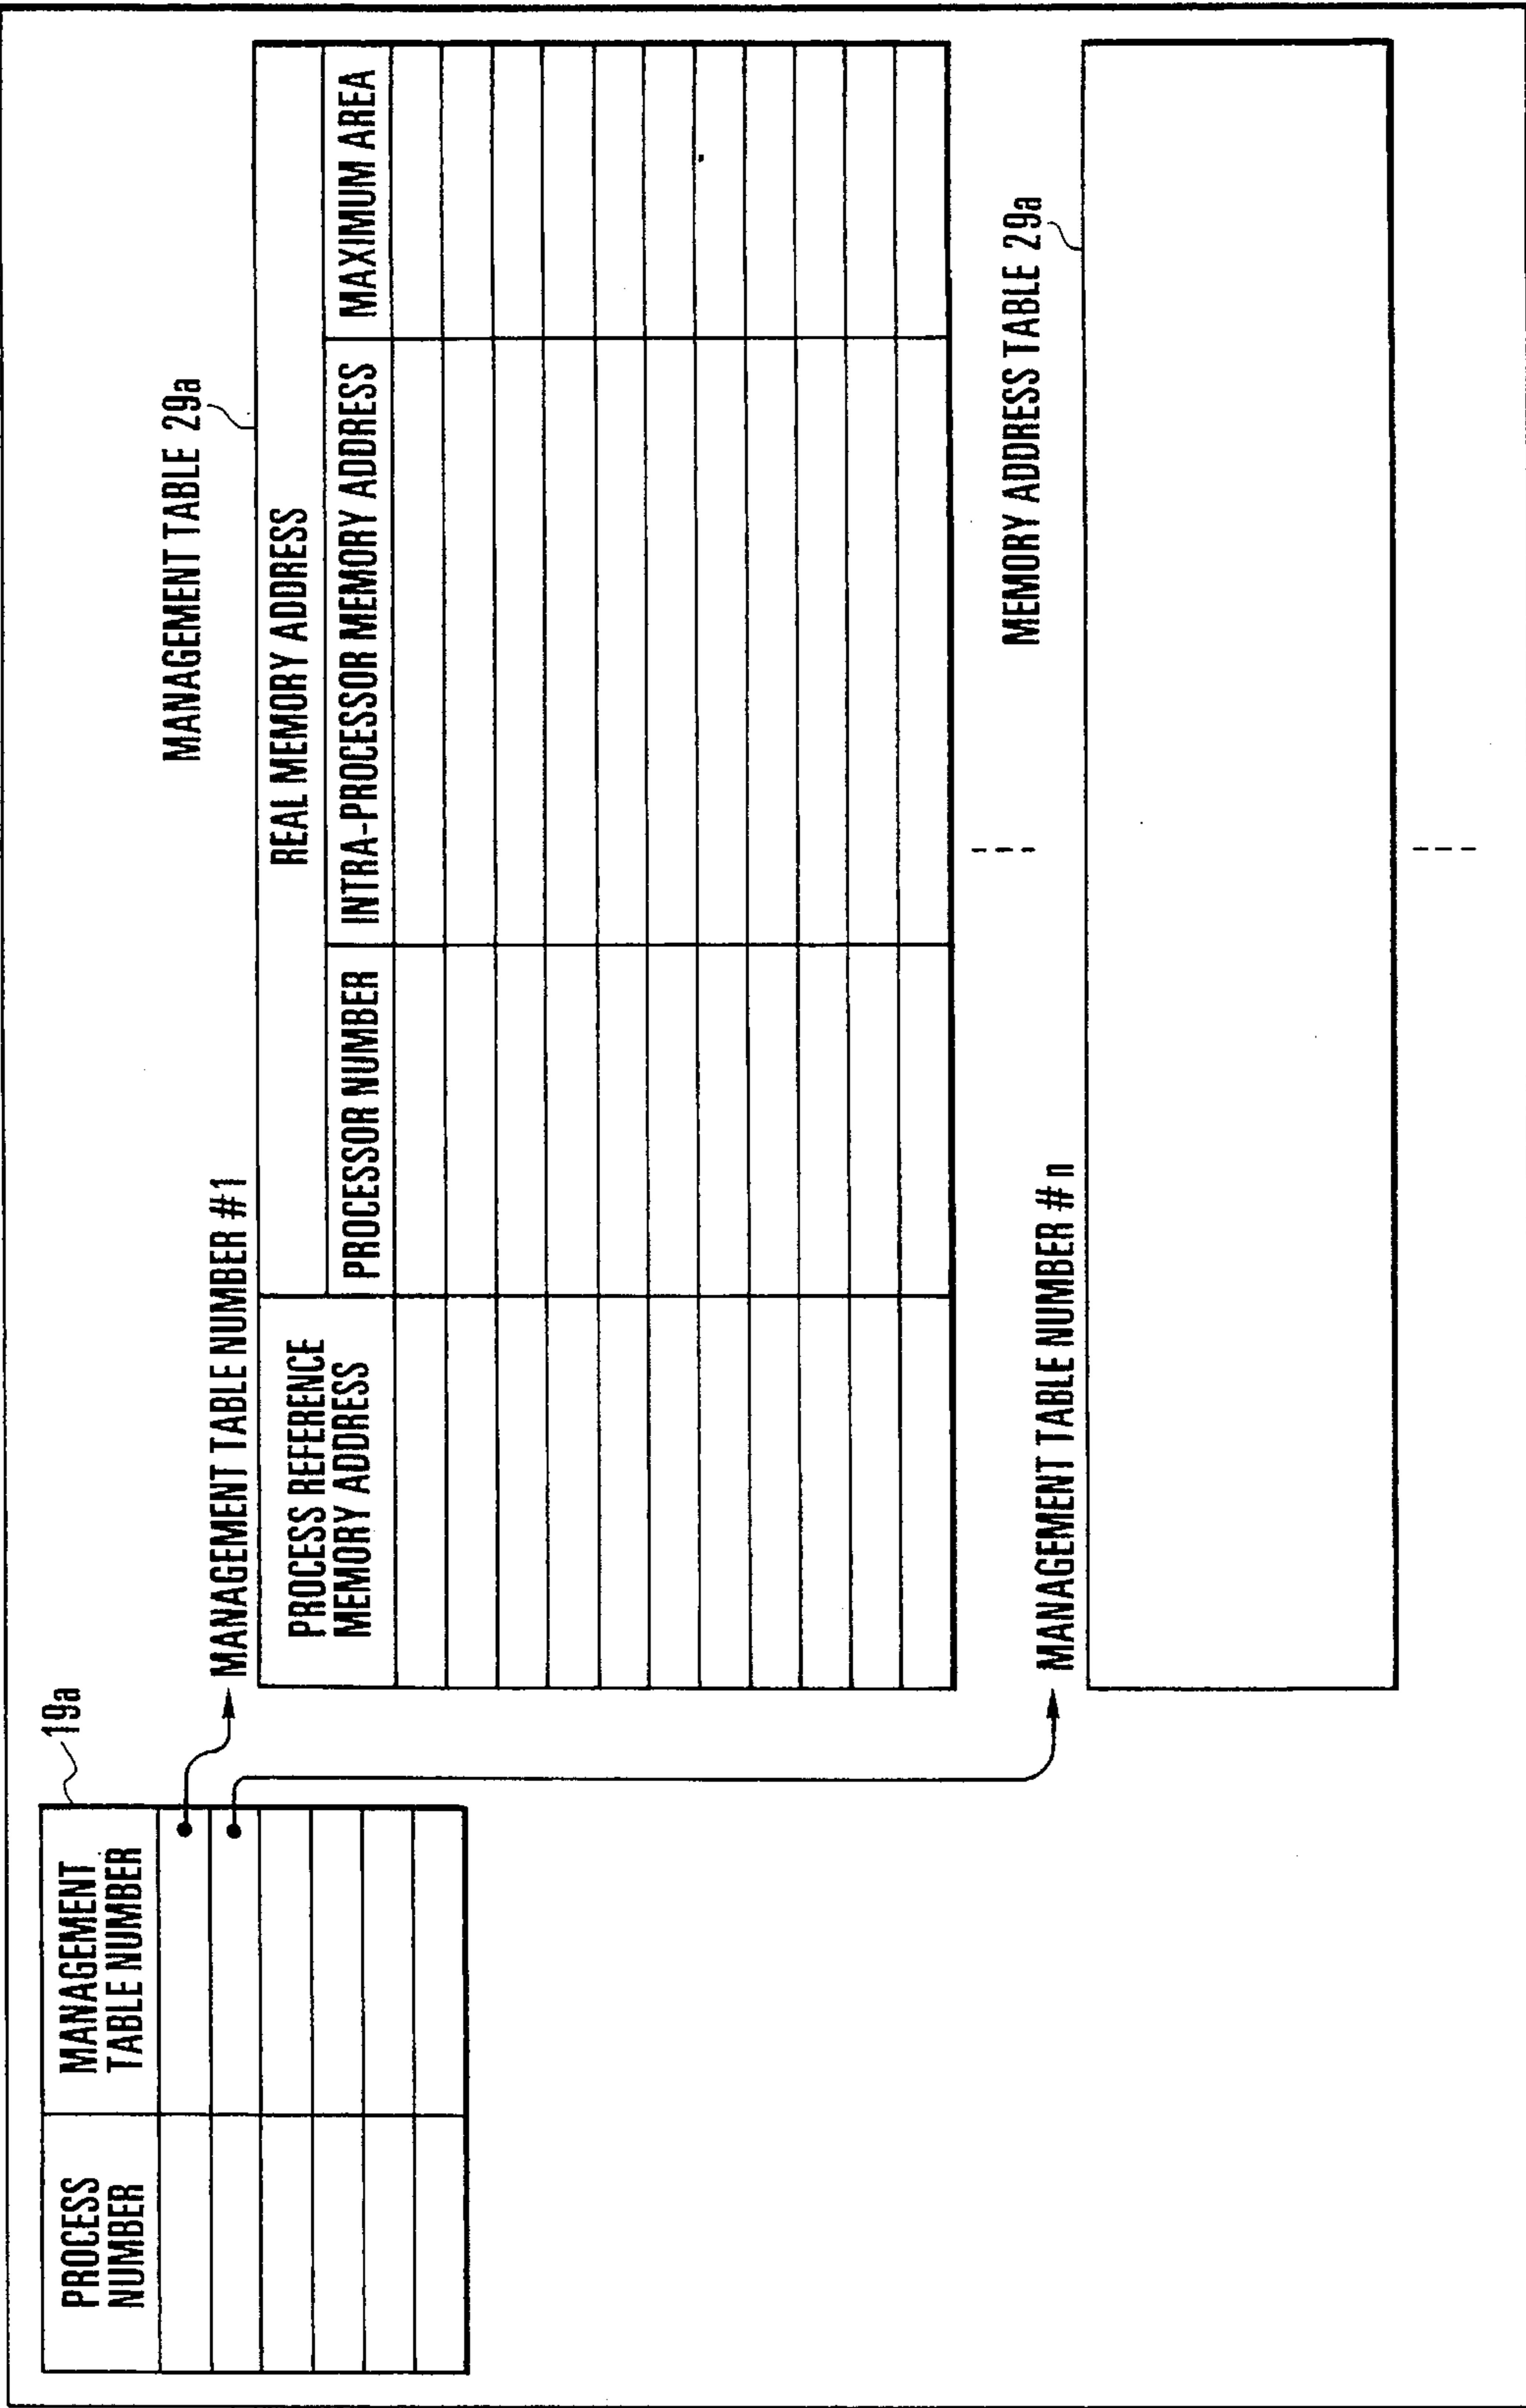 PROCESS
NUMBER
MANAGEMENT
TABLE NUMBER
19a
MANAGEMENT TABLE NUMBER #1
MANAGEMENT TABLE 29a
PROCESS REFERENCE
MEMORY ADDRESS
REAL MEMORY ADDRESS
PROCESSOR NUMBER
INTRA-PROCESSOR MEMORY ADDRESS
MAXIMUM AREA
MANAGEMENT TABLE NUMBER #n
MEMORY ADDRESS TABLE 29a